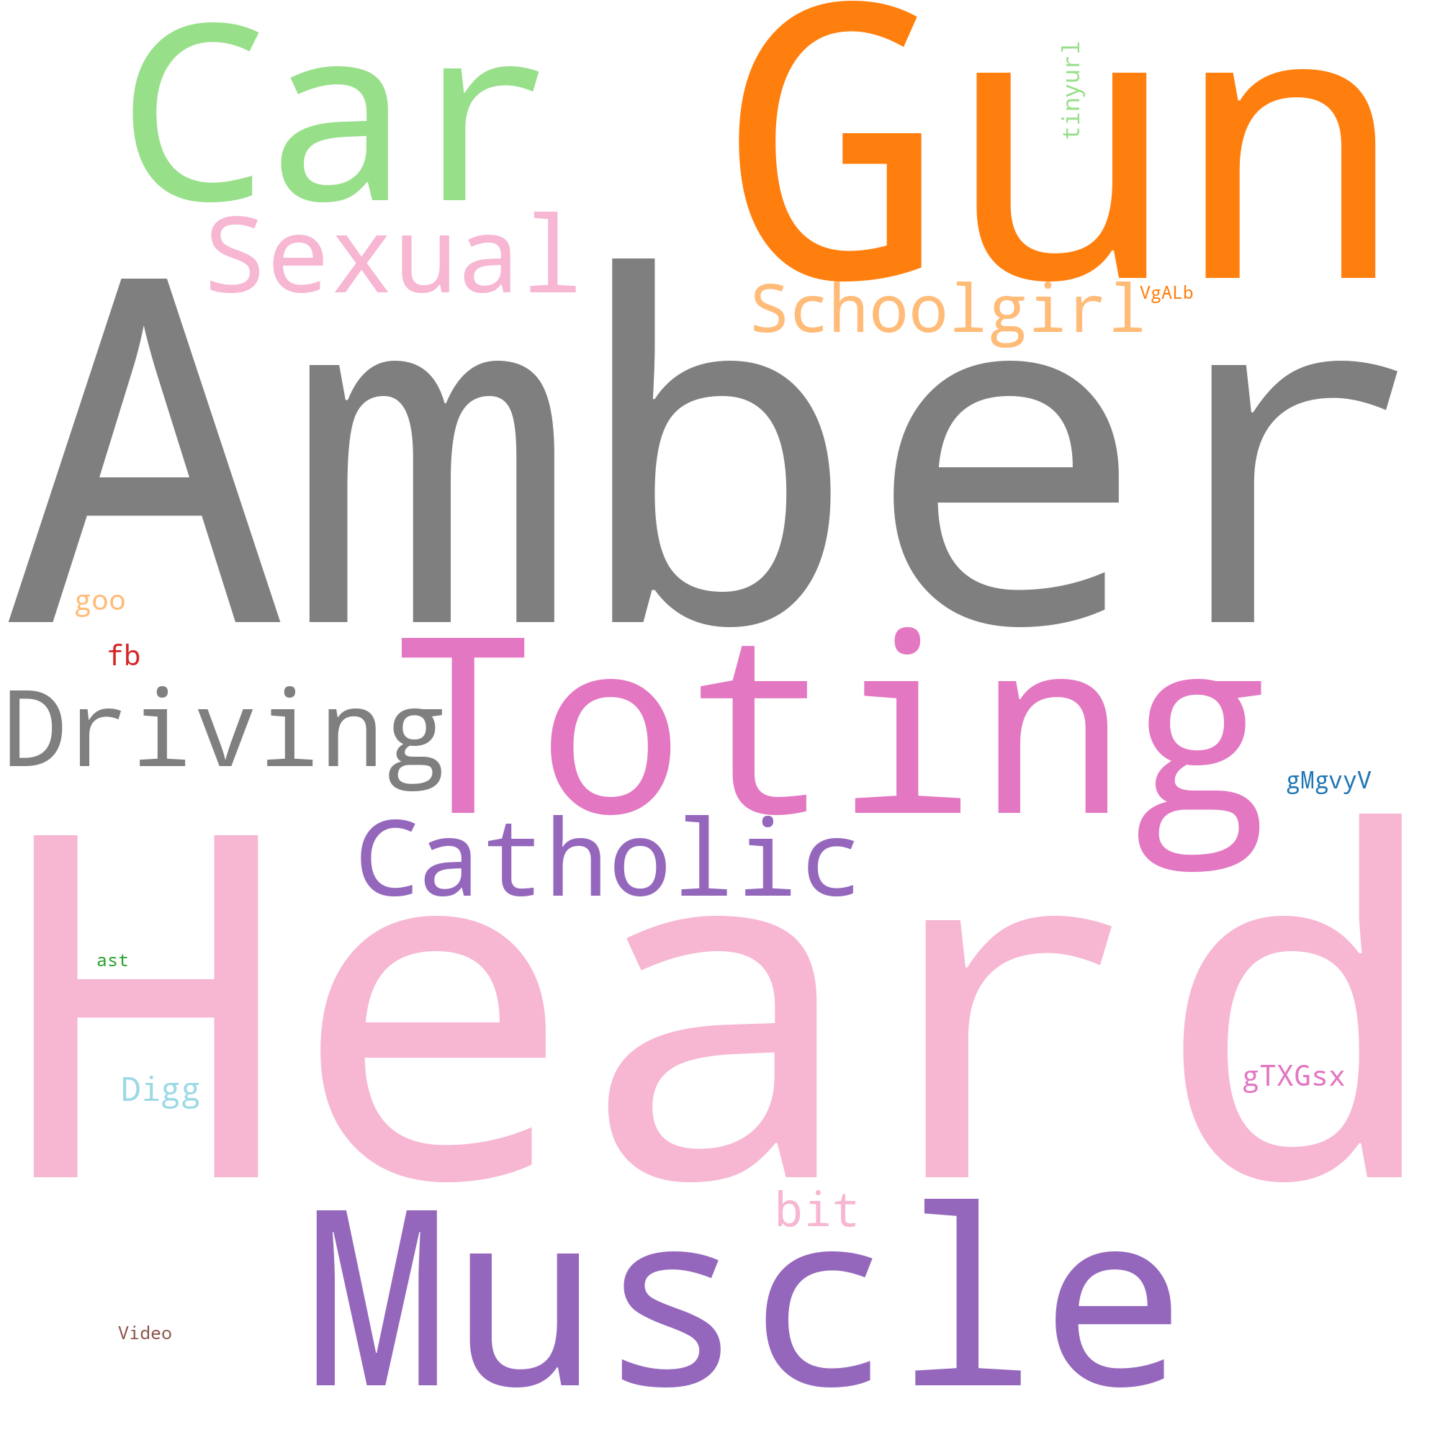 Car
Gun
tinyurl
Sexual
Schoolgirl
VgALb
Amber
goo
fb
Toting
Driving
gMgvyV
Catholic
Heard
ast
Digg
gTXGsx
bit
Muscle
Video